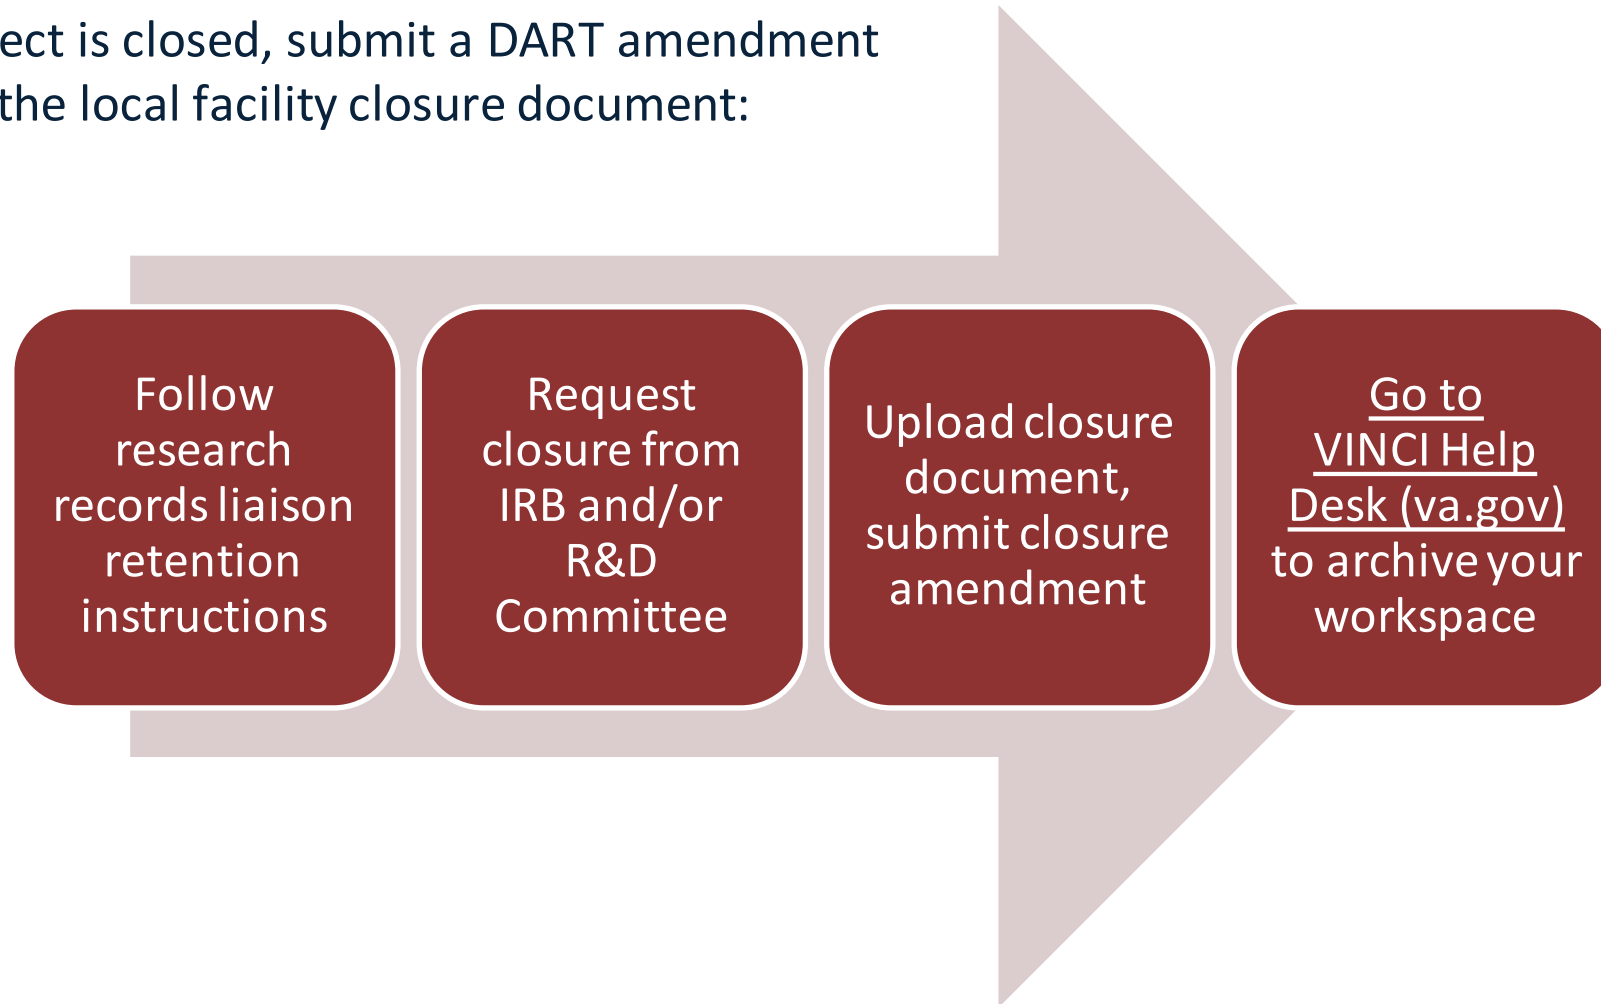 ect is closed, submit a DART amendment
the local facility closure document:
Follow
research
records liaison
retention
instructions
Request
closure from
IRB and/or
R&D
Committee
Upload closure
document,
submit closure
amendment
Go to
VINCI Help
Desk (va.gov)
to archive your
workspace